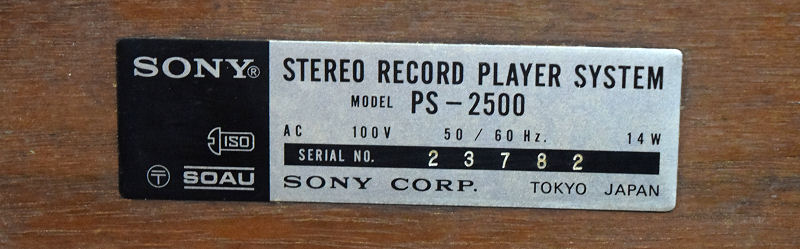 SONY®
ISO
〒 SOAU
STEREO RECORD PLAYER SYSTEM
MODEL PS-2500
AC 100V 50 / 60 Hz. 14W
SERIAL NO. 23782
SONY CORP. TOKYO JAPAN